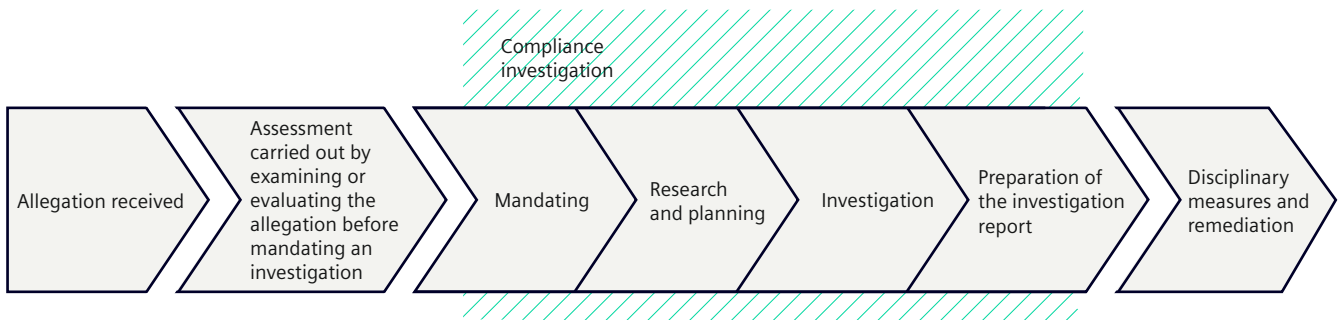 Compliance
investigation
Allegation received
Assessment
carried out by
examining or
evaluating the
allegation before
mandating an
investigation
Mandating
Research
and planning
Investigation
Preparation of
the investigation
report
Disciplinary
measures and
remediation